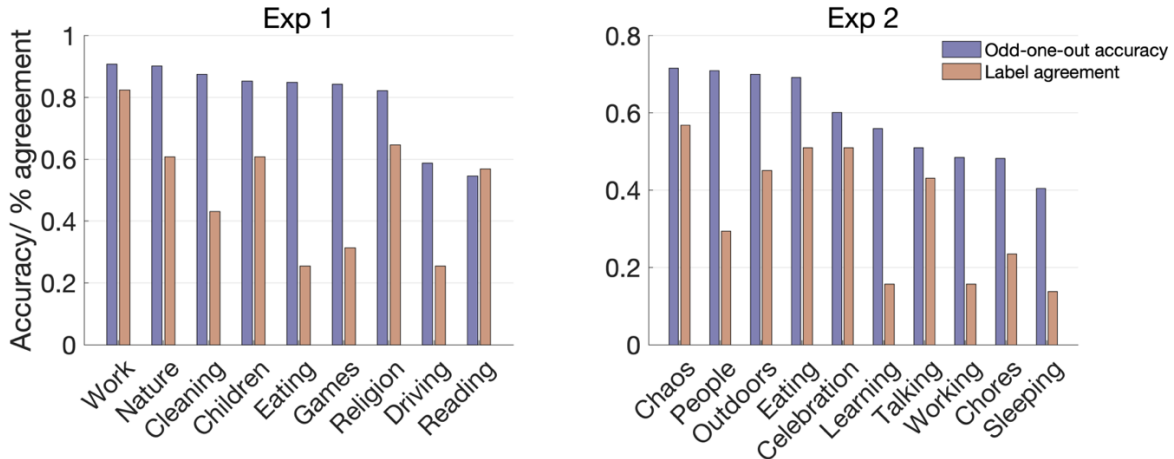 Exp 1
Exp 2
Accuracy/ % agreeement
1
0.8
0.6
0.4
0.2
0
Work
Nature
Cleaning
Children
Eating
Games
Religion
Driving
Reading
0.8
0.6
0.4
0.2
0
Odd-one-out accuracy
Label agreement
Chaos
People
Outdoors
Eating
Celebration
Learning
Talking
Working
Chores
Sleeping